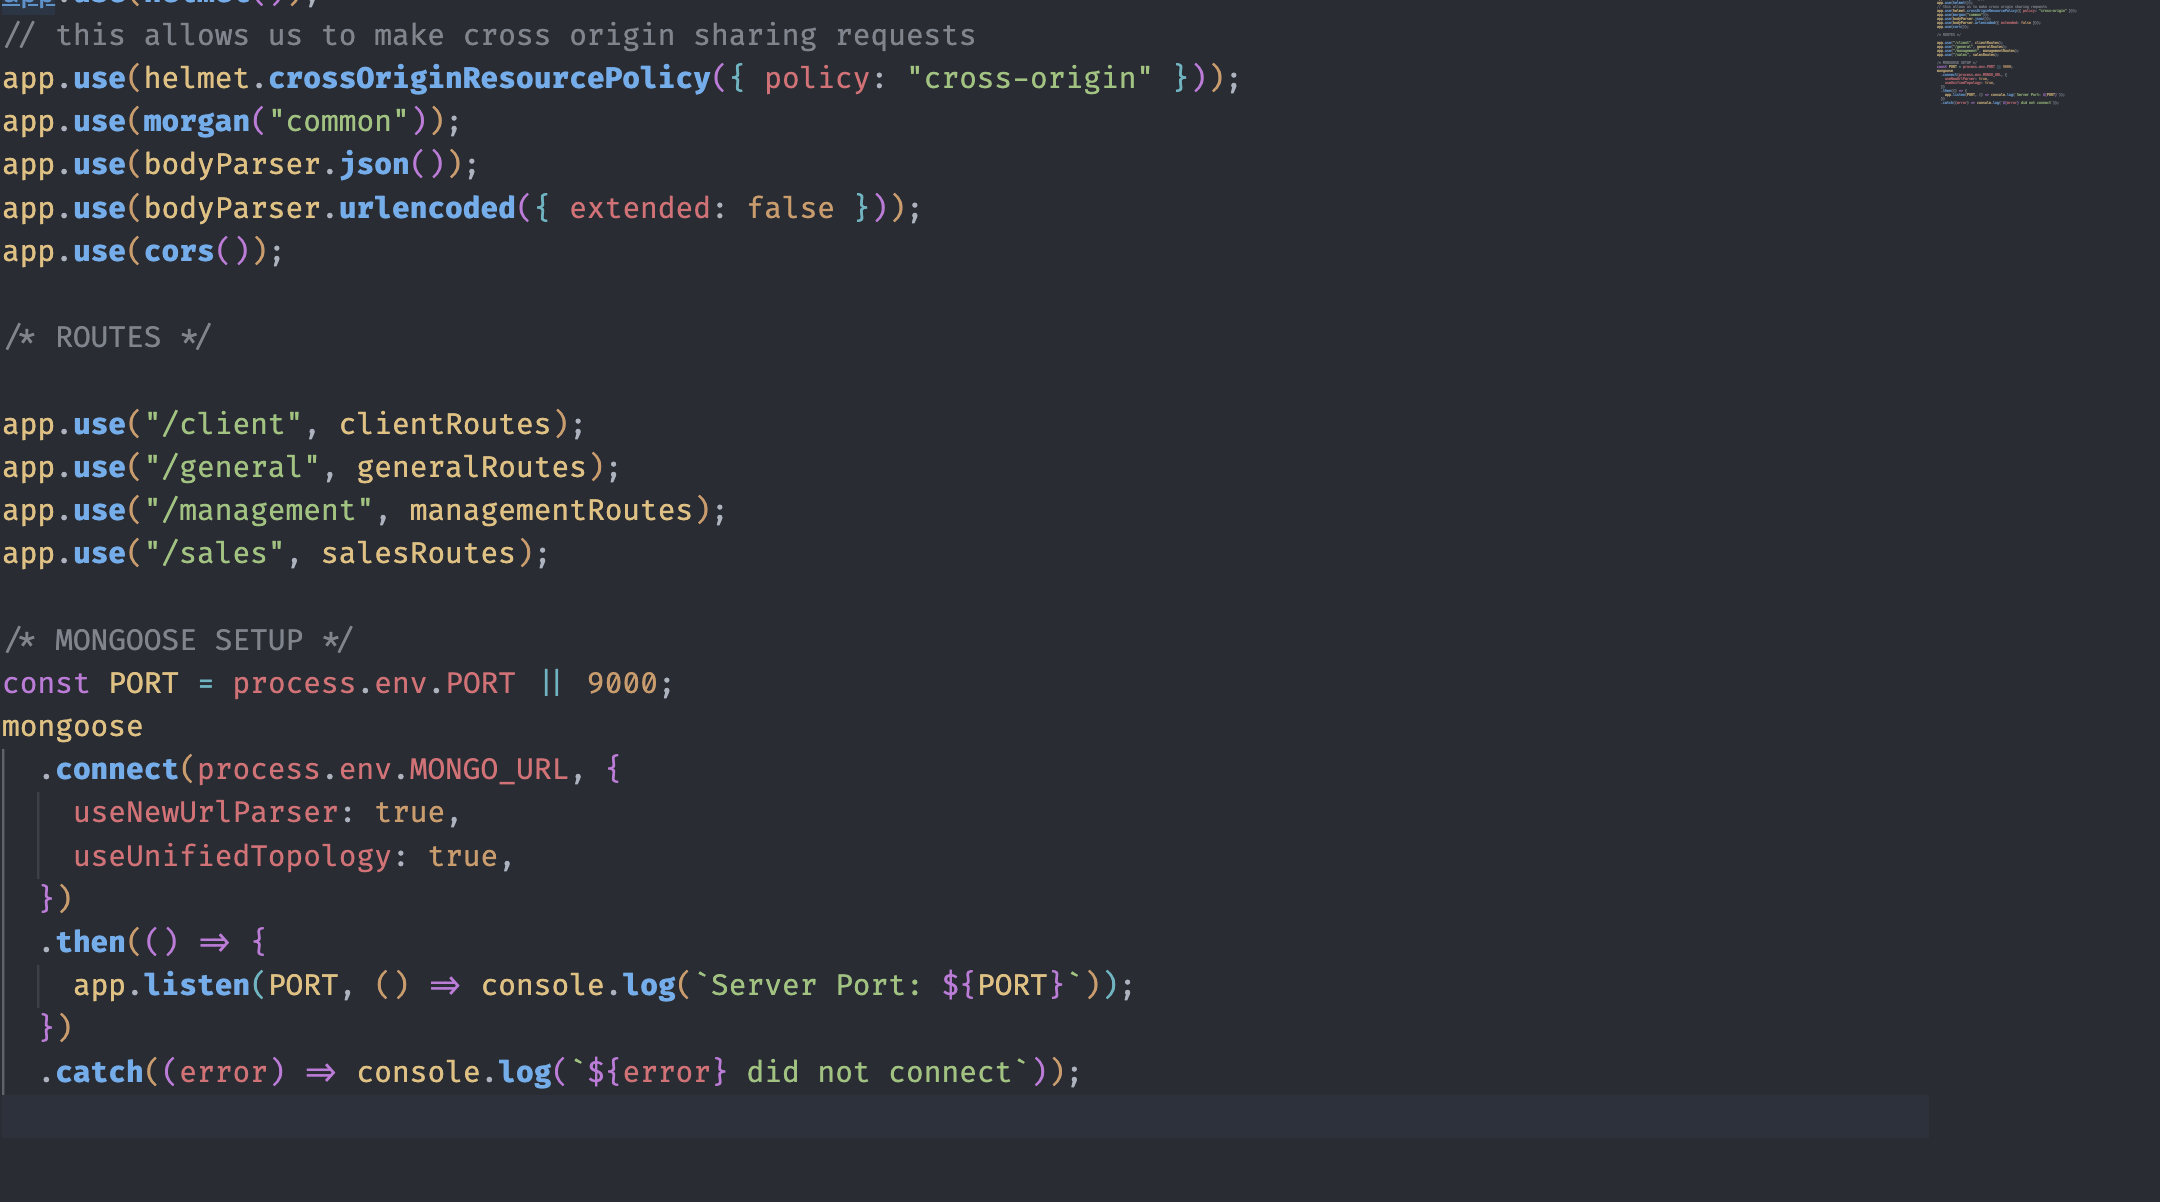 app.use(helmet());
// this allows us to make cross origin sharing requests
app.use(helmet.crossOriginResourcePolicy({ policy: "cross-origin" }));
app.use(morgan("common"));
app.use(bodyParser.json());
app.use(bodyParser.urlencoded({ extended: false }));
app.use(cors());
/* ROUTES */
app.use("/client", clientRoutes);
app.use("/general", generalRoutes);
app.use("/management", managementRoutes);
app.use("/sales", salesRoutes);
/* MONGOOSE SETUP */
const PORT = process.env.PORT || 9000;
mongoose
  .connect(process.env.MONGO_URL, {
    useNewUrlParser: true,
    useUnifiedTopology: true,
  })
  .then(() => {
    app.listen(PORT, () => console.log(`Server Port: ${PORT}`));
  })
  .catch((error) => console.log(`${error} did not connect`));